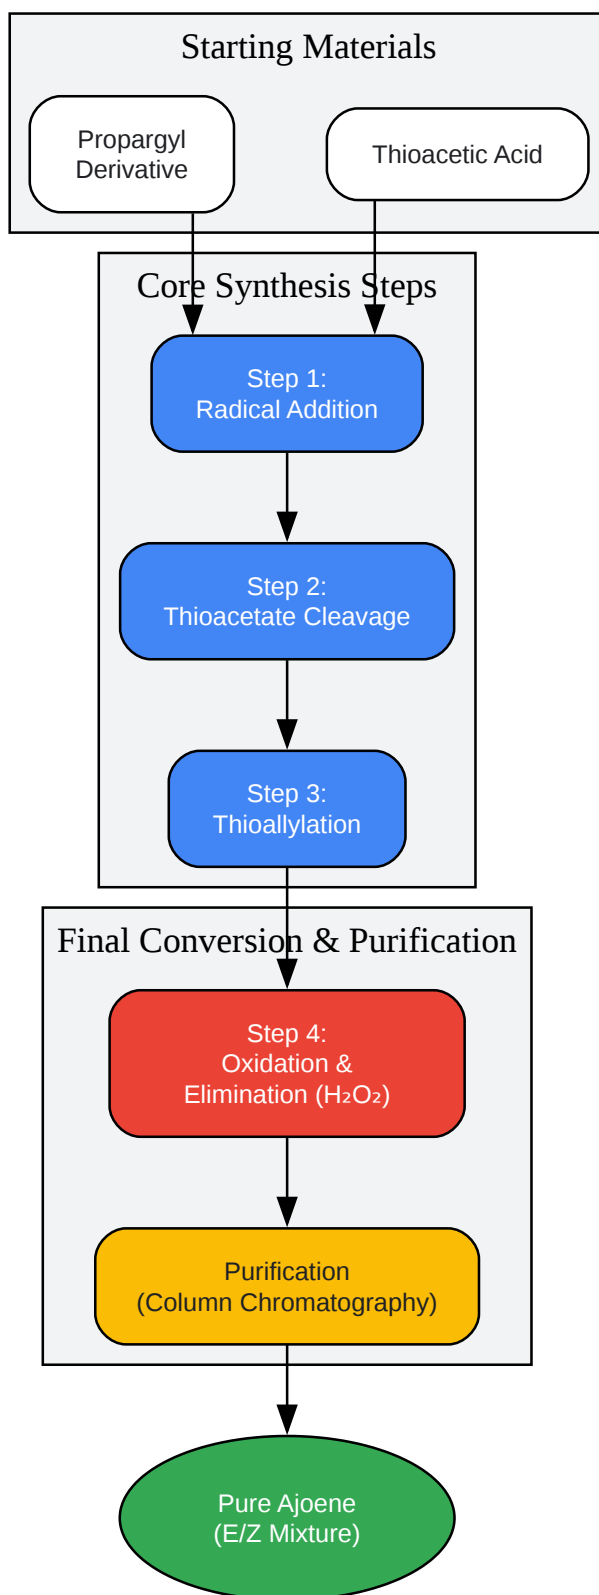 Starting Materials
Propargyl
Derivative
Thioacetic Acid
Core Synthesis Steps
Step 1:
Radical Addition
Step 2:
Thioacetate Cleavage
Step 3:
Thioallylation
Final Conversion & Purification
Step 4:
Oxidation &
Elimination (H₂O₂)
Purification
(Column Chromatography)
Pure Ajoene
(E/Z Mixture)